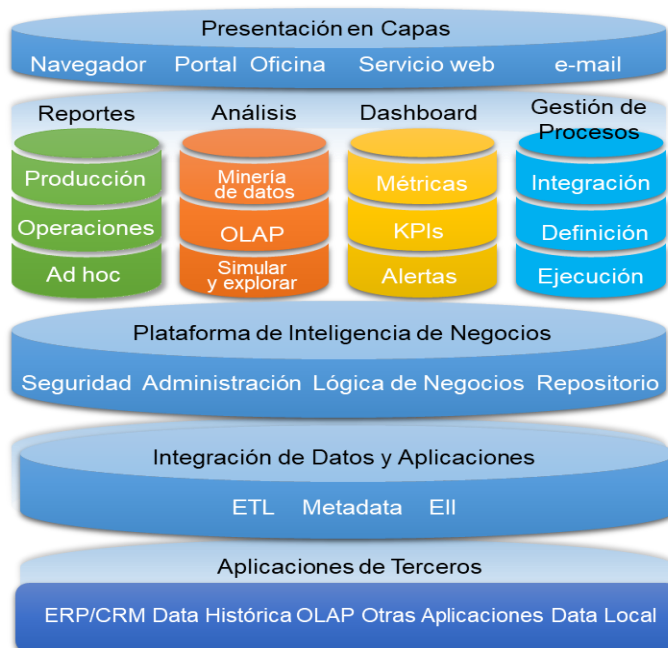 Presentación en Capas
Navegador Portal Oficina Servicio web e-mail
Reportes Análisis Dashboard Gestión de Procesos
Producción Minería de datos Métricas Integración
Operaciones OLAP KPIs Definición
Ad hoc Simular y explorar Alertas Ejecución
Plataforma de Inteligencia de Negocios
Seguridad Administración Lógica de Negocios Repositorio
Integración de Datos y Aplicaciones
ETL Metadata EII
Aplicaciones de Terceros
ERP/CRM Data Histórica OLAP Otras Aplicaciones Data Local